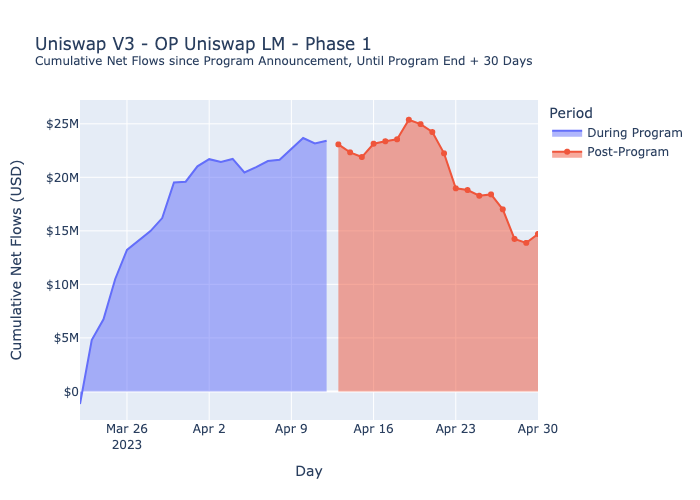 Uniswap V3 - OP Uniswap LM - Phase 1
Cumulative Net Flows since Program Announcement, Until Program End + 30 Days
Period
During Program
Post-Program
Cumulative Net Flows (USD)
$25M
$20M
$15M
$10M
$5M
$0
Mar 26
2023
Apr 2
Apr 9
Apr 16
Apr 23
Apr 30
Day